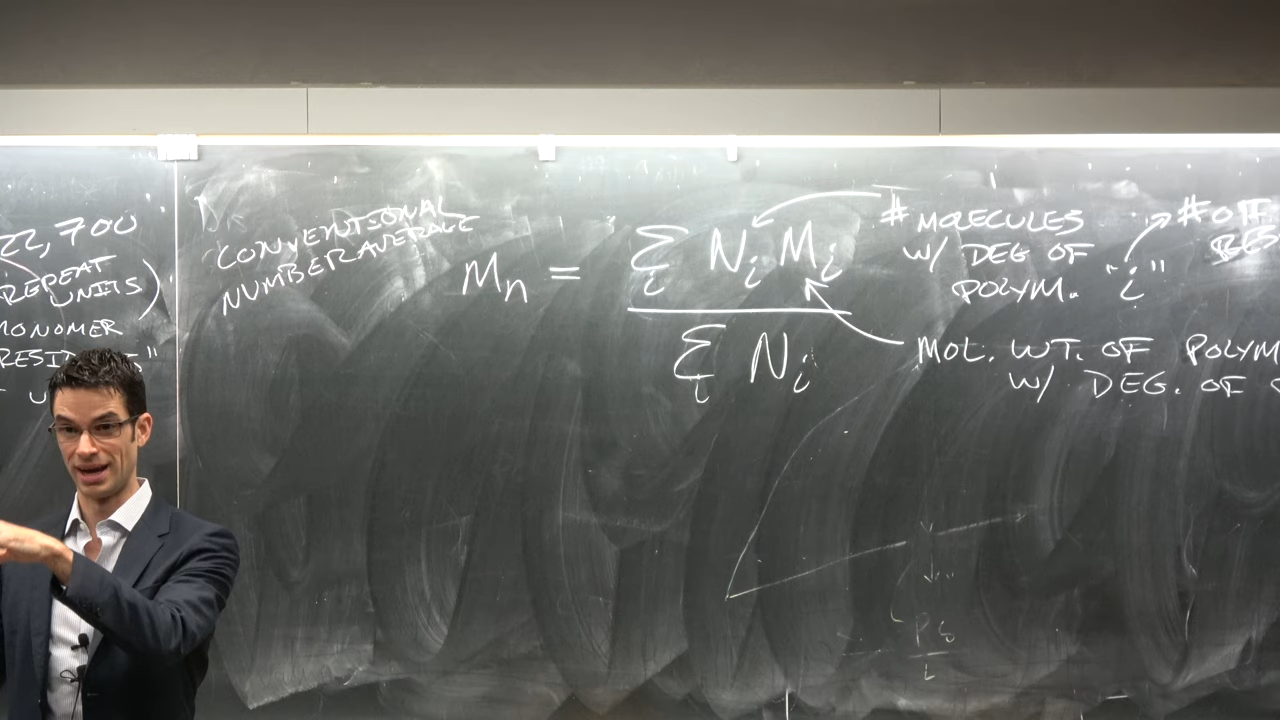 22,700
REPEAT
UNITS)
MONOMER
CONVENTIONAL
NUMBER AVERAGE
Mn = Σi Ni Mi / Σi Ni
# MOLECULES
W/ DEG OF
POLYM. "i"
# OF
MOL. WT. OF POLYM
W/ DEG. OF